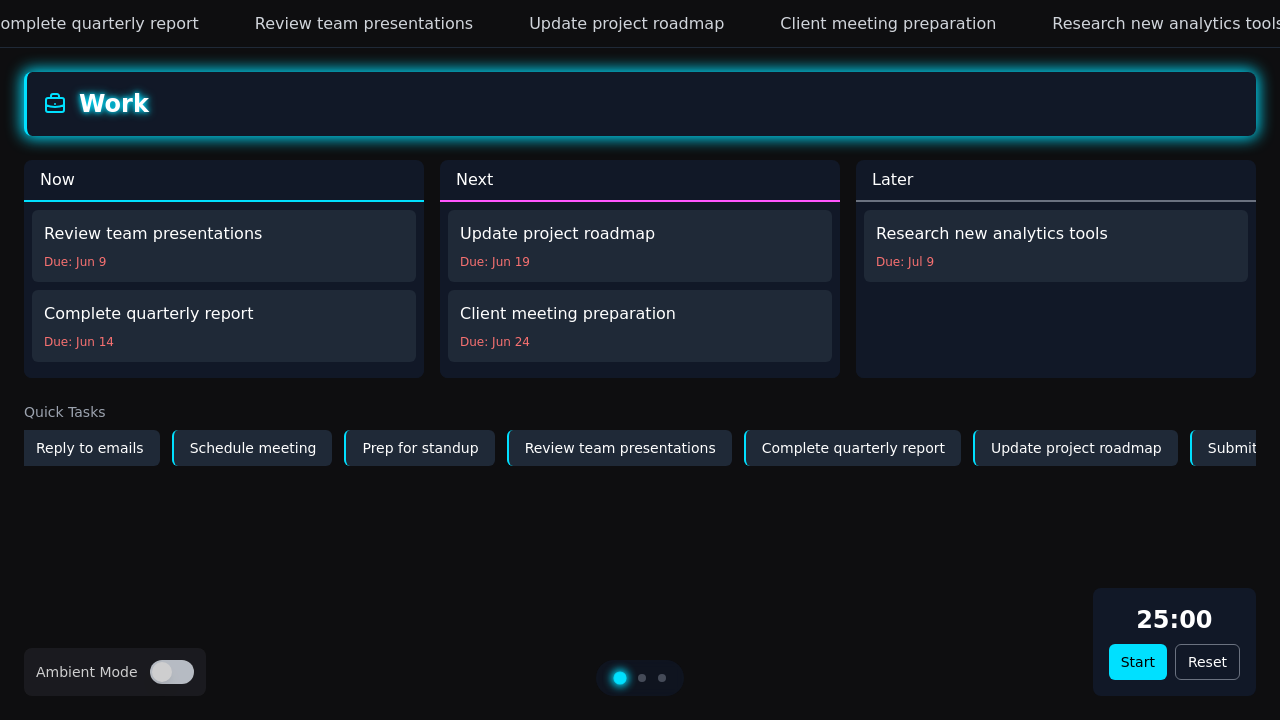 omplete quarterly report Review team presentations Update project roadmap Client meeting preparation Research new analytics tools
Work
Now
Review team presentations
Due: Jun 9
Complete quarterly report
Due: Jun 14
Next
Update project roadmap
Due: Jun 19
Client meeting preparation
Due: Jun 24
Later
Research new analytics tools
Due: Jul 9
Quick Tasks
Reply to emails Schedule meeting Prep for standup Review team presentations Complete quarterly report Update project roadmap Submit
25:00
Start Reset
Ambient Mode